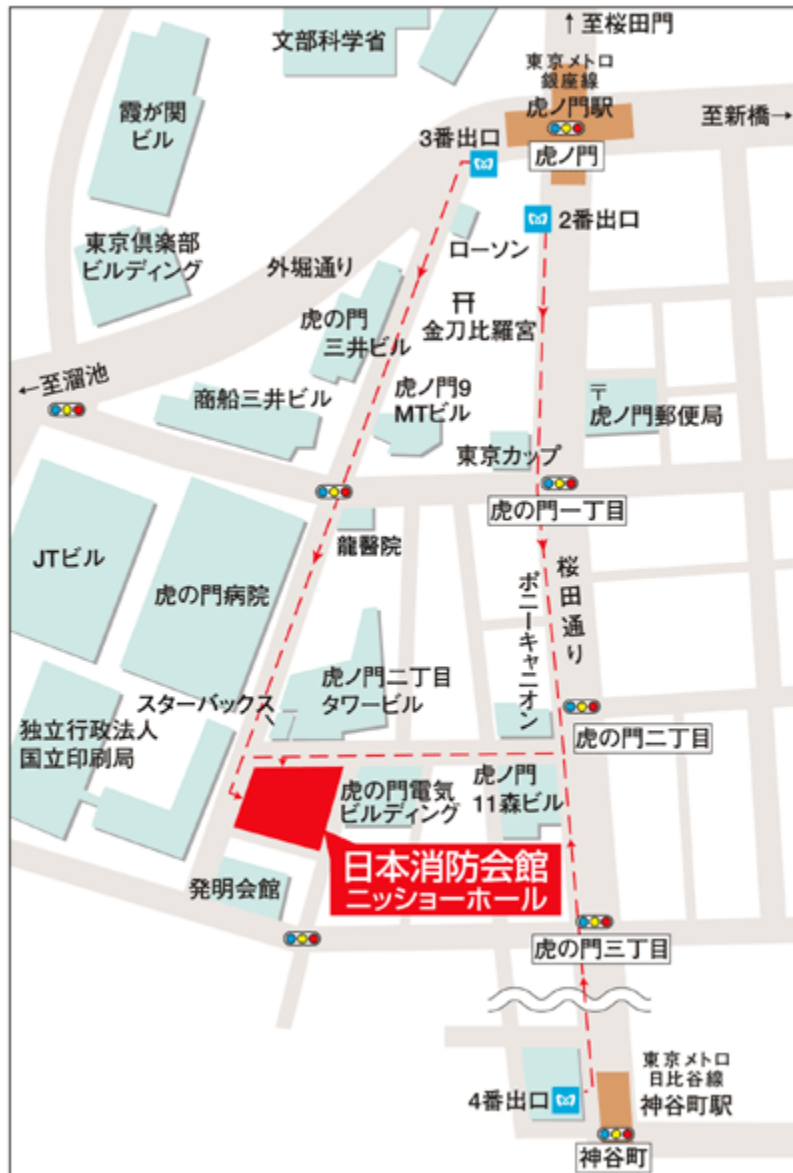 ↑至桜田門
文部科学省
東京メトロ
銀座線
虎ノ門駅
至新橋→
霞が関
ビル
3番出口
虎ノ門
2番出口
ローソン
東京倶楽部
ビルディング
外堀通り
金刀比羅宮
虎の門
三井ビル
←至溜池
商船三井ビル
虎ノ門9
MTビル
〒
虎ノ門郵便局
東京カップ
虎の門一丁目
龍醫院
JTビル
虎の門病院
桜田通り
ポニーキャニオン
虎ノ門二丁目
タワービル
スターバックス
独立行政法人
国立印刷局
虎の門二丁目
虎の門電気
ビルディング
虎ノ門
11森ビル
日本消防会館
ニッショーホール
発明会館
虎の門三丁目
東京メトロ
日比谷線
神谷町駅
4番出口
神谷町